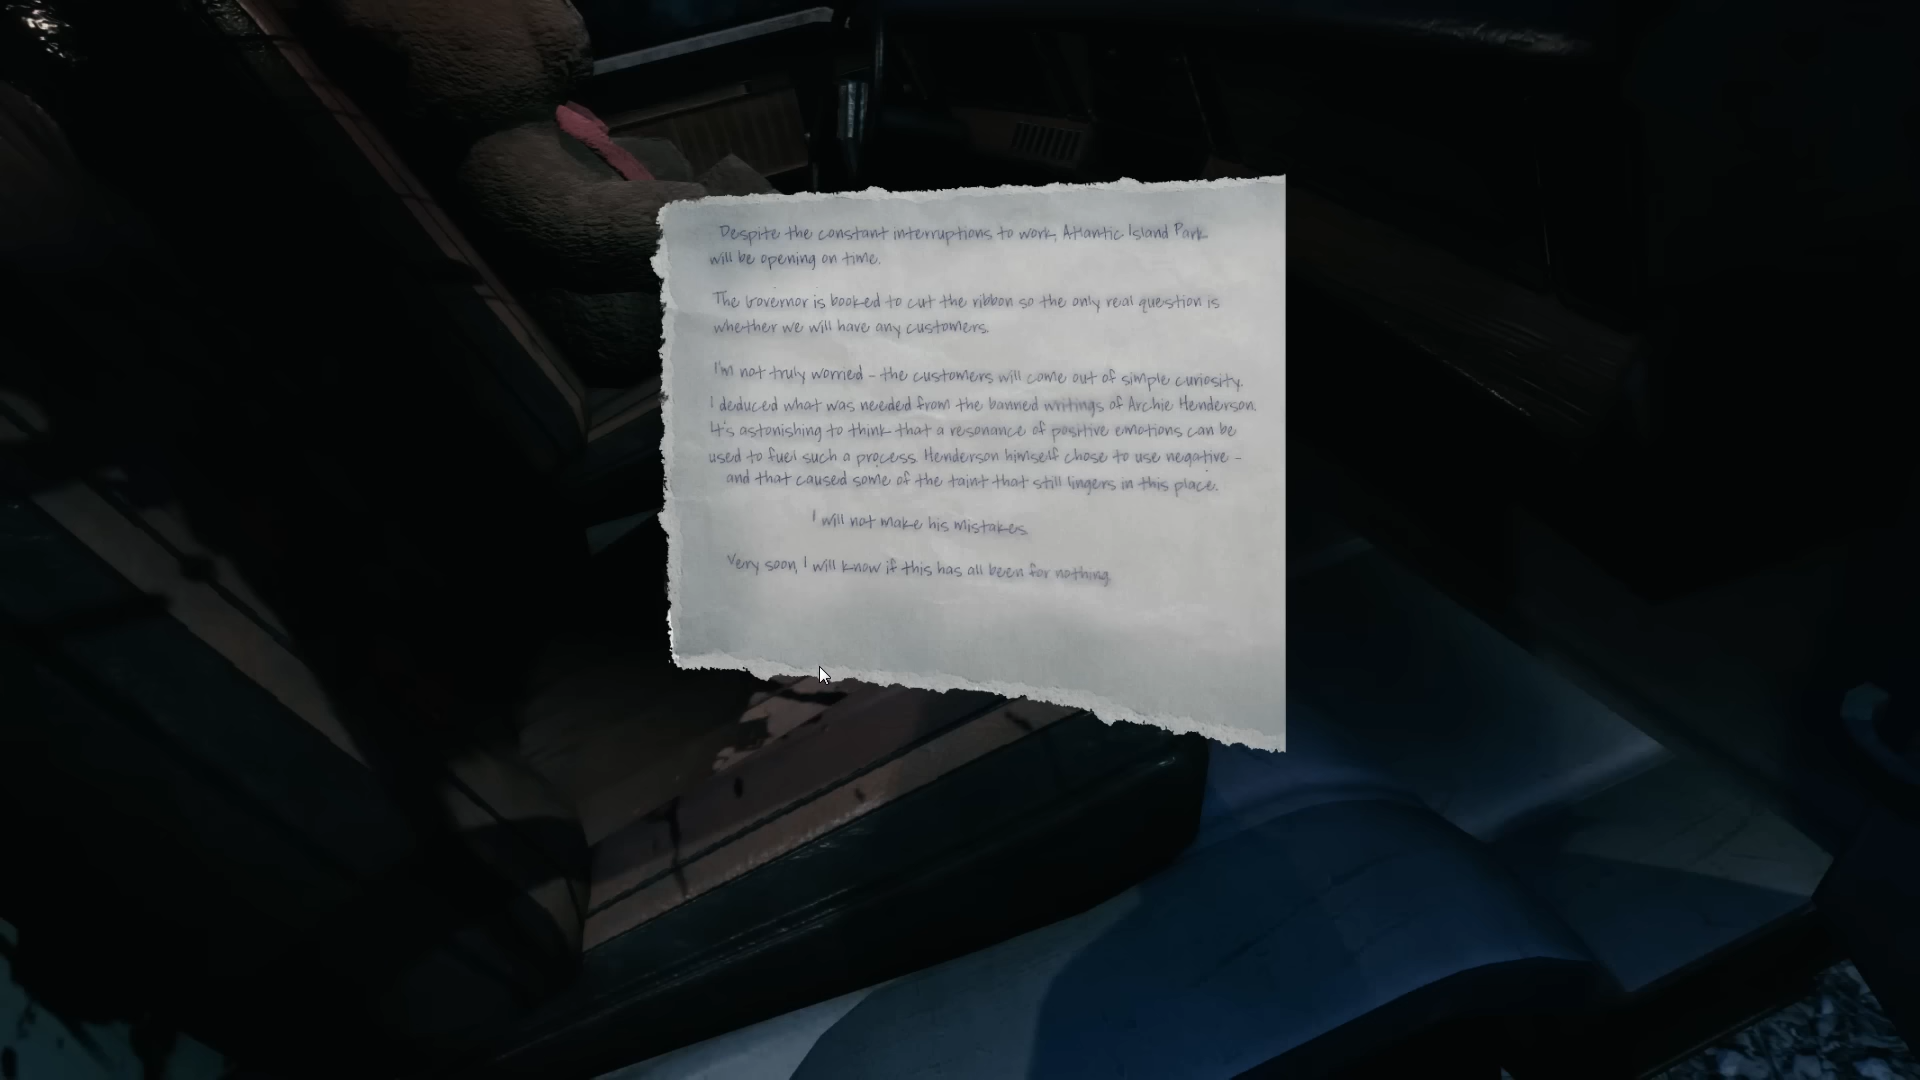 Despite the constant interruptions to work, Atlantic Island Park
will be opening on time.
The Governor is booked to cut the ribbon so the only real question is
whether we will have any customers.
I'm not truly worried - the customers will come out of simple curiosity.
I deduced what was needed from the banned writings of Archie Henderson.
It's astonishing to think that a resonance of positive emotions can be
used to fuel such a process. Henderson himself chose to use negative -
and that caused some of the taint that still lingers in this place.
I will not make his mistakes.
Very soon, I will know if this has all been for nothing.